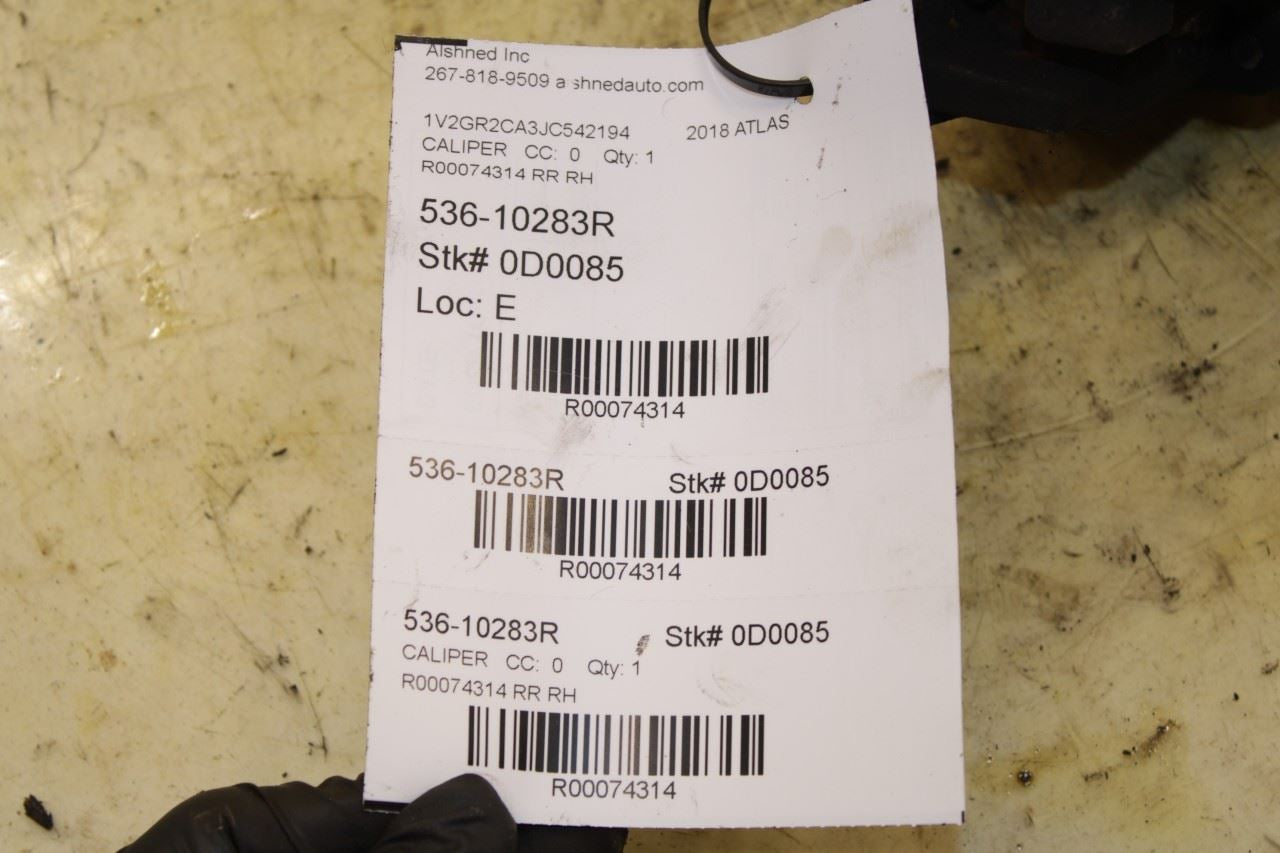 Alshned Inc
267-818-9509 a shnedauto.com
1V2GR2CA3JC542194 2018 ATLAS
CALIPER CC: 0 Qty: 1
R00074314 RR RH
536-10283R
Stk# 0D0085
Loc: E
R00074314
536-10283R Stk# 0D0085
R00074314
536-10283R Stk# 0D0085
CALIPER CC: 0 Qty: 1
R00074314 RR RH
R00074314